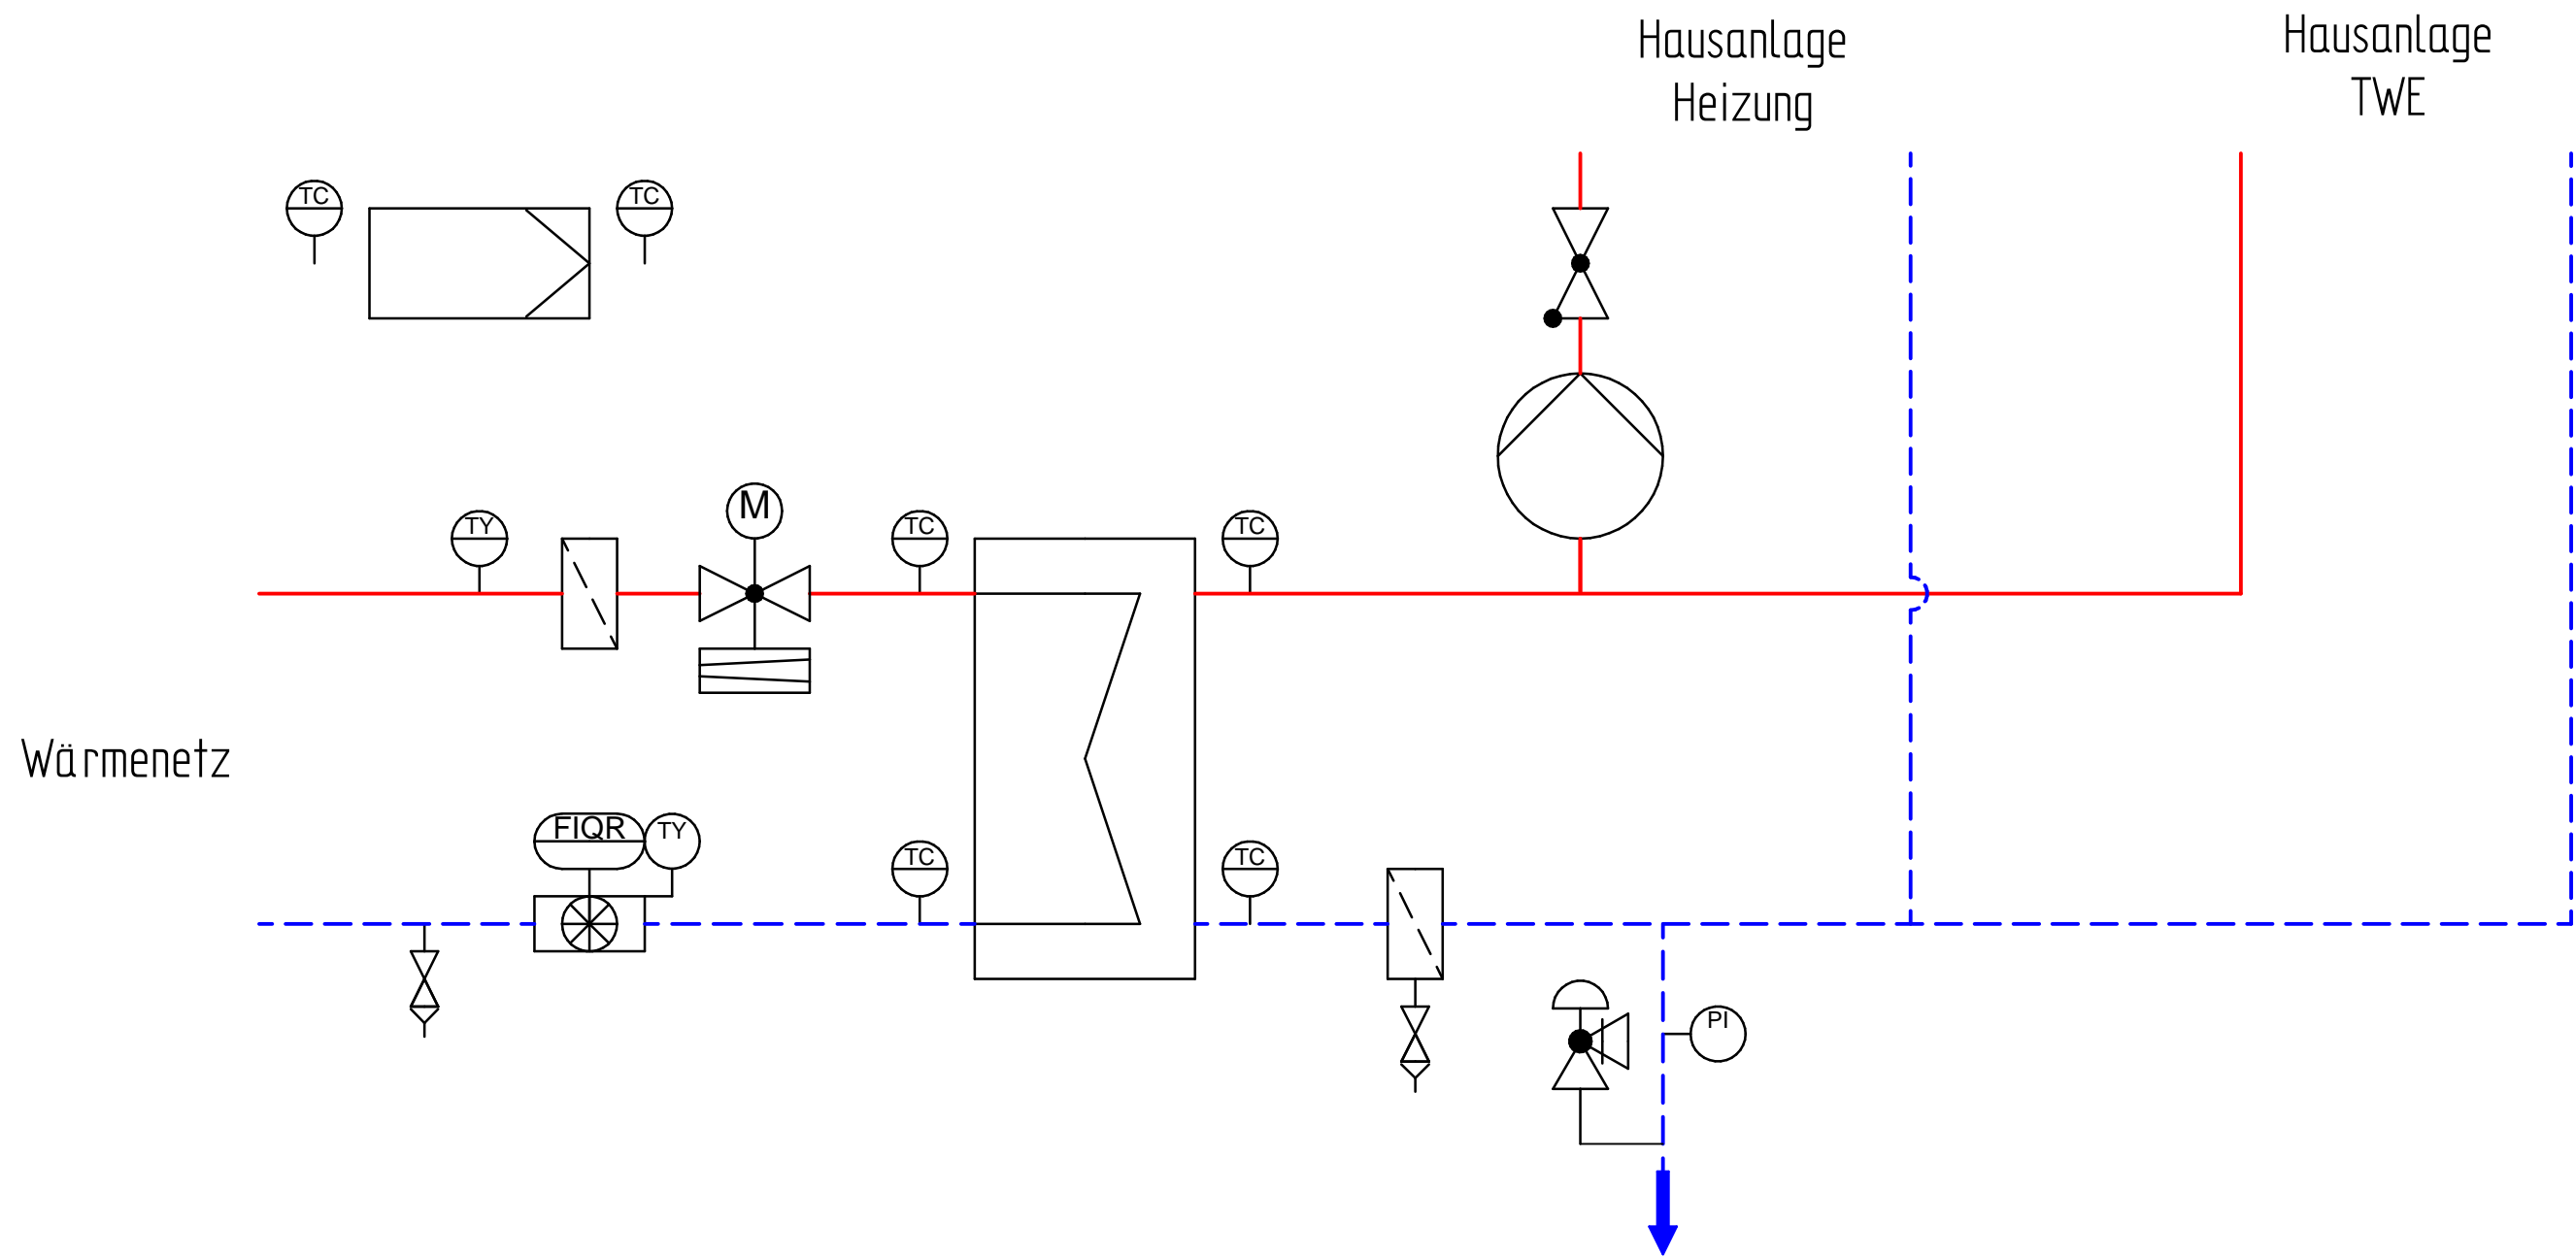 Hausanlage
Heizung
Hausanlage
TWE
TC
TC
M
TY
TC
TC
Wärmenetz
FIQR
TY
TC
TC
PI